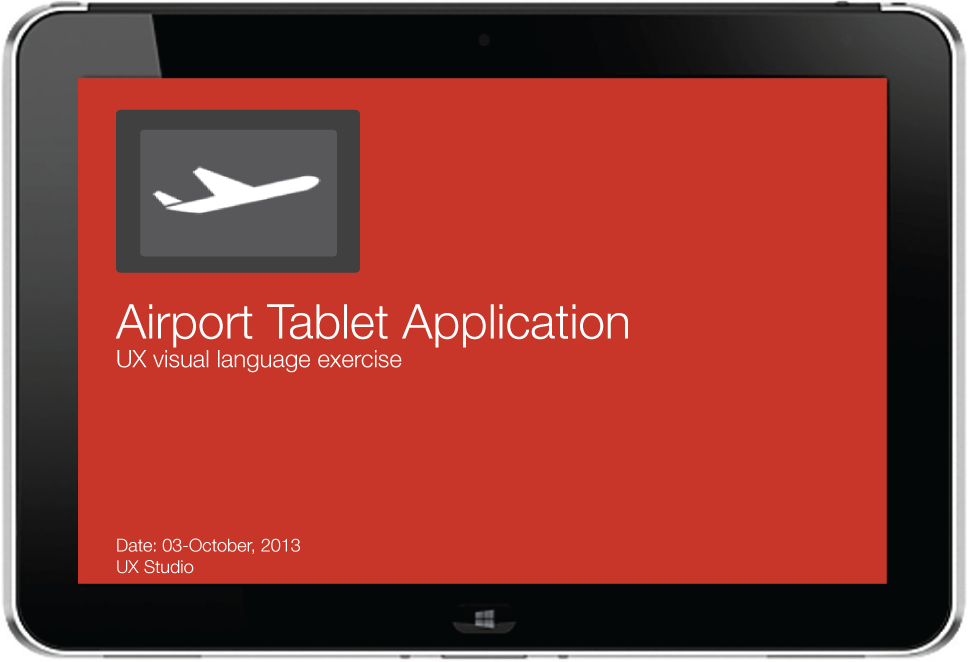 Airport Tablet Application
UX visual language exercise
Date: 03-October, 2013
UX Studio